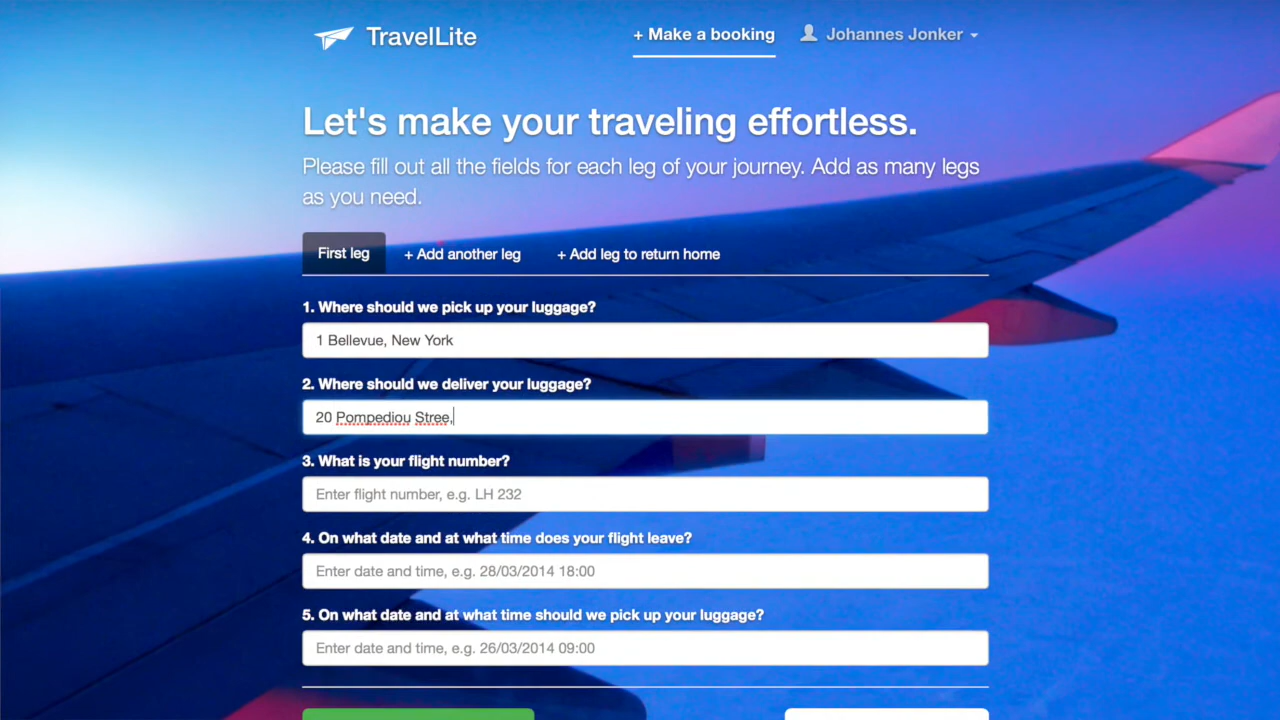 TravelLite
+ Make a booking
Johannes Jonker
Let's make your traveling effortless.
Please fill out all the fields for each leg of your journey. Add as many legs
as you need.
First leg
+ Add another leg
+ Add leg to return home
1. Where should we pick up your luggage?
1 Bellevue, New York
2. Where should we deliver your luggage?
20 Pompediou Stree,
3. What is your flight number?
Enter flight number, e.g. LH 232
4. On what date and at what time does your flight leave?
Enter date and time, e.g. 28/03/2014 18:00
5. On what date and at what time should we pick up your luggage?
Enter date and time, e.g. 26/03/2014 09:00